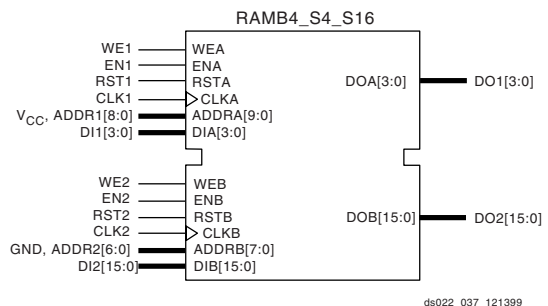 RAMB4_S4_S16
WE1 WEA
EN1 ENA
RST1 RSTA DOA[3:0] DO1[3:0]
CLK1 CLKA
VCC, ADDR1[8:0] ADDRA[9:0]
DI1[3:0] DIA[3:0]
WE2 WEB
EN2 ENB
RST2 RSTB DOB[15:0] DO2[15:0]
CLK2 CLKB
GND, ADDR2[6:0] ADDRB[7:0]
DI2[15:0] DIB[15:0]
ds022_037_121399